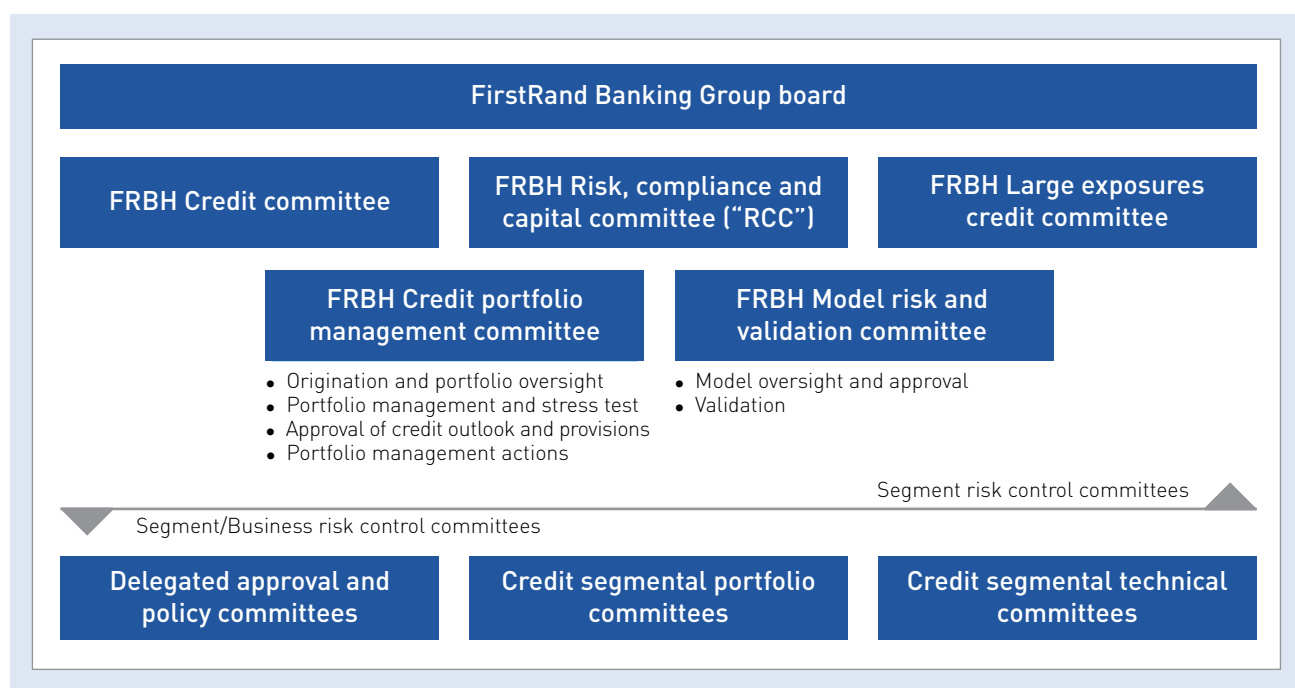 FirstRand Banking Group board
FRBH Credit committee
FRBH Risk, compliance and
capital committee (“RCC”)
FRBH Large exposures
credit committee
FRBH Credit portfolio
management committee
• Origination and portfolio oversight
• Portfolio management and stress test
• Approval of credit outlook and provisions
• Portfolio management actions
FRBH Model risk and
validation committee
• Model oversight and approval
• Validation
Segment risk control committees
Segment/Business risk control committees
Delegated approval and
policy committees
Credit segmental portfolio
committees
Credit segmental technical
committees